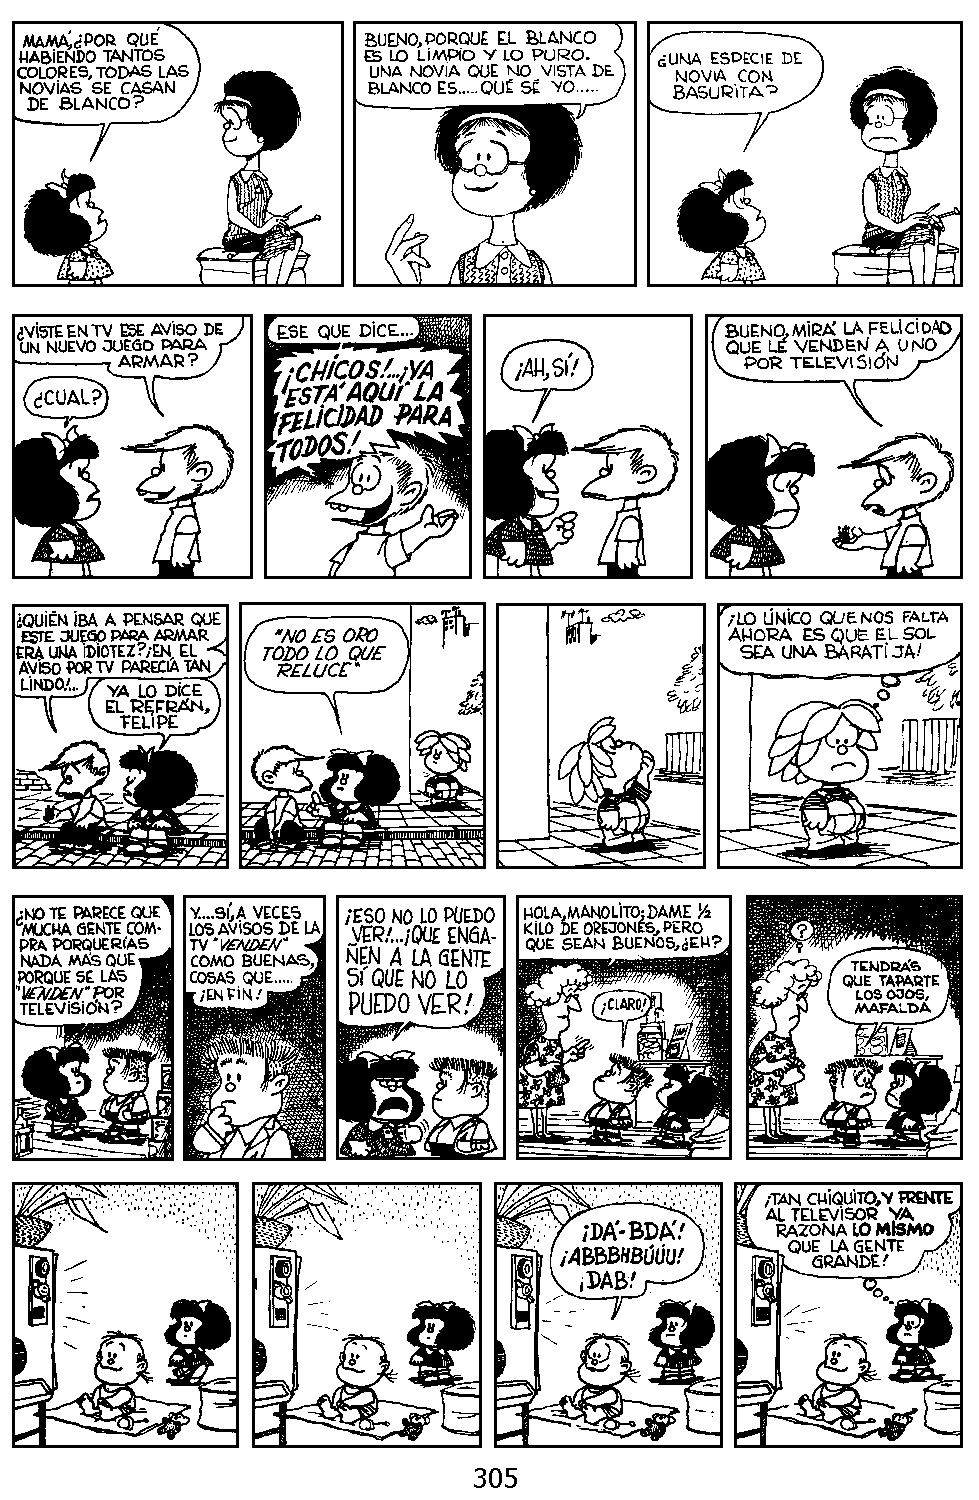 MAMÁ, ¿POR QUÉ
HABIENDO TANTOS
COLORES, TODAS LAS
NOVIAS SE CASAN
DE BLANCO?
BUENO, PORQUE EL BLANCO
ES LO LIMPIO Y LO PURO.
UNA NOVIA QUE NO VISTA DE
BLANCO ES..... QUÉ SÉ YO.....
¿UNA ESPECIE DE
NOVIA CON
BASURITA?
¿VISTE EN TV ESE AVISO DE
UN NUEVO JUEGO PARA
ARMAR?
¿CUAL?
ESE QUE DICE...
¡CHICOS!...¡YA
ESTÁ AQUÍ LA
FELICIDAD PARA
TODOS!
¡AH, SÍ!
BUENO, MIRÁ LA FELICIDAD
QUE LE VENDEN A UNO
POR TELEVISIÓN
¿QUIÉN IBA A PENSAR QUE
ESTE JUEGO PARA ARMAR
ERA UNA IDIOTEZ? ¡EN EL
AVISO POR TV PARECÍA TAN
LINDO!...
YA LO DICE
EL REFRÁN,
FELIPE
"NO ES ORO
TODO LO QUE
RELUCE"
¡LO ÚNICO QUE NOS FALTA
AHORA ES QUE EL SOL
SEA UNA BARATIJA!
¿NO TE PARECE QUE
MUCHA GENTE COM-
PRA PORQUERÍAS
NADA MÁS QUE
PORQUE SE LAS
"VENDEN" POR
TELEVISIÓN?
Y.... SÍ, A VECES
LOS AVISOS DE LA
TV "VENDEN"
COMO BUENAS,
COSAS QUE.....
¡EN FIN!
¡ESO NO LO PUEDO
VER!...¡QUE ENGA-
ÑEN A LA GENTE
SÍ QUE NO LO
PUEDO VER!
HOLA, MANOLITO; DAME ½
KILO DE OREJONES, PERO
QUE SEAN BUENOS, ¿EH?
¡CLARO!
?
TENDRÁS
QUE TAPARTE
LOS OJOS,
MAFALDA
¡DÁ-BDÁ!
¡ABBBHBÚÚÚ!
¡DAB!
¡TAN CHIQUITO, Y FRENTE
AL TELEVISOR YA
RAZONA LO MISMO
QUE LA GENTE
GRANDE!
305